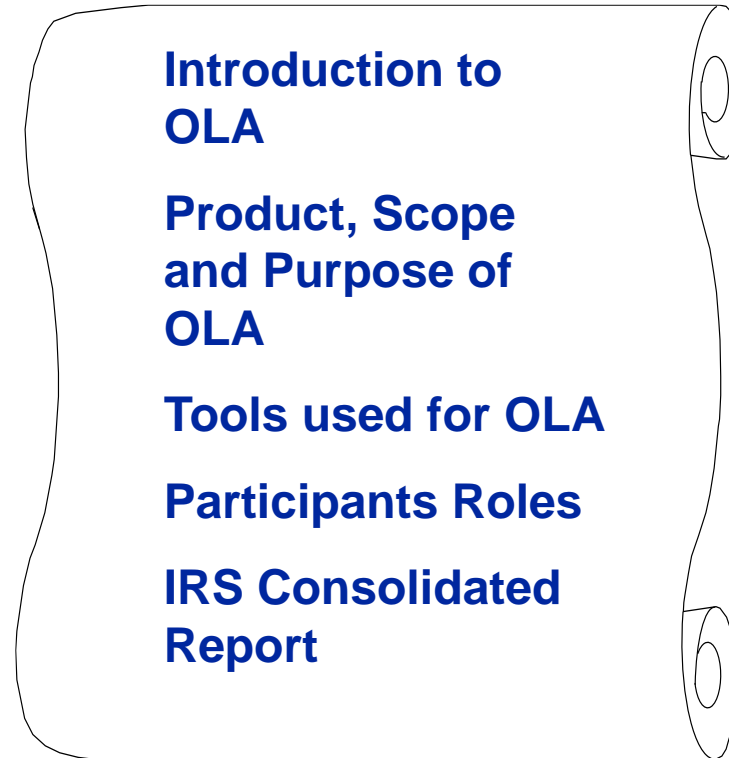 Introduction to
OLA
Product, Scope
and Purpose of
OLA
Tools used for OLA
Participants Roles
IRS Consolidated
Report